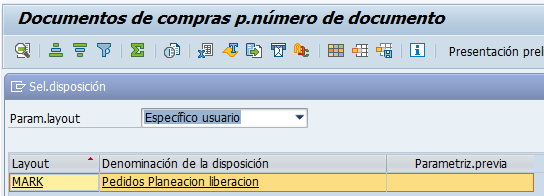 Documentos de compras p.número de documento
Presentación prel
Sel.disposición
Param.layout Específico usuario
Layout Denominación de la disposición Parametriz.previa
MARK Pedidos Planeacion liberacion